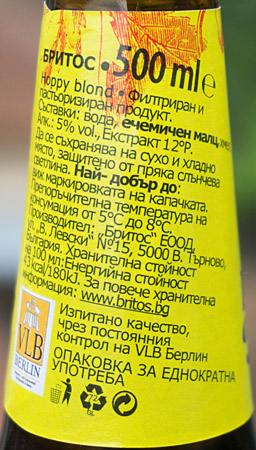 БРИТОС • 500 ml e
Hoppy blond • Филтриран и
пастьоризиран продукт.
Съставки: вода, ечемичен малц,
Алк.: 5% vol, Екстракт 12°P.
Да се съхранява на сухо и хладно
място, защитено от пряка слънчева
светлина. Най- добър до:
виж маркировката на капачката.
Препоръчителна температура на
консумация от 5°C до 8°C.
Производител: „Бритос" ЕООД,
„В. Левски" №15, 5000 В. Търново,
България. Хранителна стойност
100 мл: Енергийна стойност
43 kcal/180kJ. За повече хранителна
информация: www.britos.bg
VLB
BERLIN
Изпитано качество,
чрез постоянния
контрол на VLB Берлин
ОПАКОВКА ЗА ЕДНОКРАТНА
УПОТРЕБА
72
GL